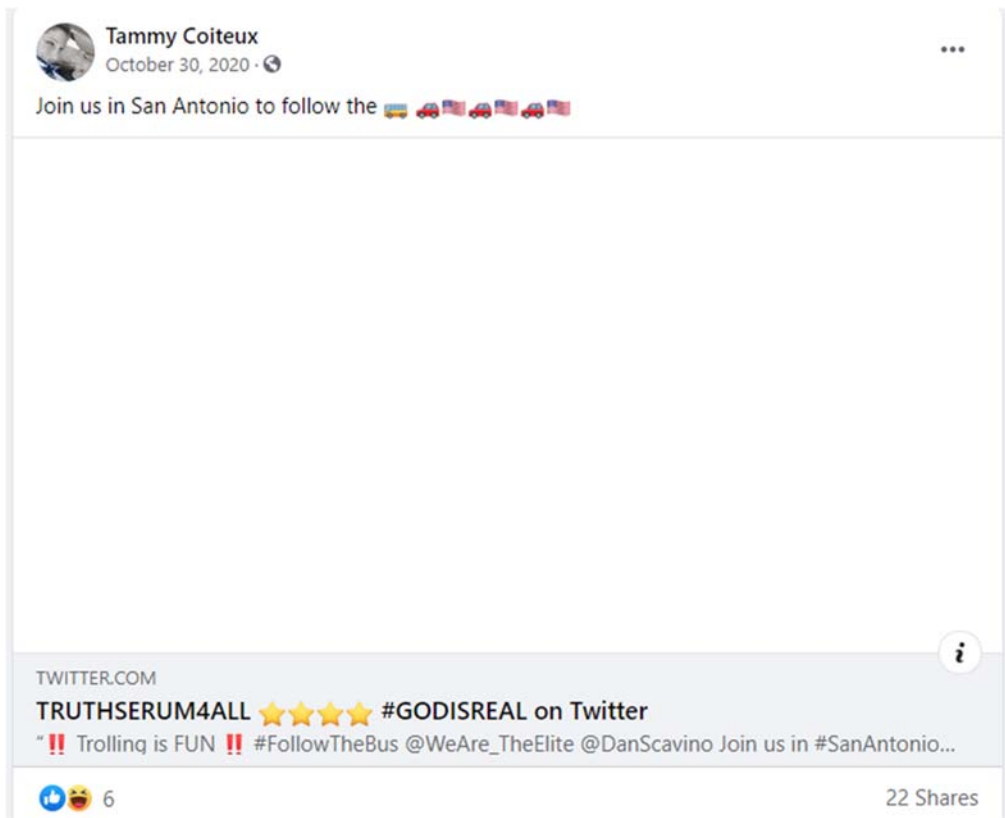 Tammy Coiteux
October 30, 2020 ·
Join us in San Antonio to follow the 🚌 🚗🇺🇸🚗🇺🇸🚗🇺🇸
TWITTER.COM
TRUTHSERUM4ALL ⭐⭐⭐⭐ #GODISREAL on Twitter
“‼️ Trolling is FUN ‼️ #FollowTheBus @WeAre_TheElite @DanScavino Join us in #SanAntonio...
6
22 Shares